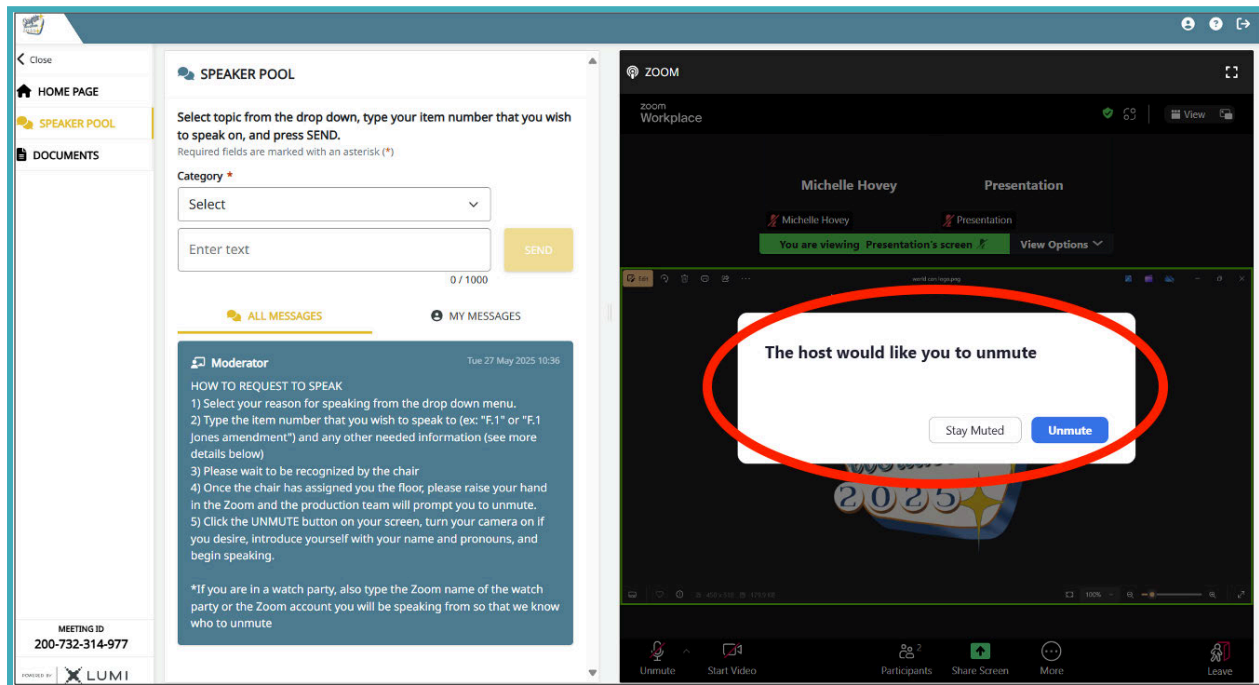 Close
HOME PAGE
SPEAKER POOL
DOCUMENTS
MEETING ID
200-732-314-977
POWERED BY
LUMI
SPEAKER POOL
Select topic from the drop down, type your item number that you wish
to speak on, and press SEND.
Required fields are marked with an asterisk (*)
Category *
Select
Enter text
SEND
0 / 1000
ALL MESSAGES
MY MESSAGES
Moderator
Tue 27 May 2025 10:36
HOW TO REQUEST TO SPEAK
1) Select your reason for speaking from the drop down menu.
2) Type the item number that you wish to speak to (ex: "F.1" or "F.1
Jones amendment") and any other needed information (see more
details below)
3) Please wait to be recognized by the chair
4) Once the chair has assigned you the floor, please raise your hand
in the Zoom and the production team will prompt you to unmute.
5) Click the UNMUTE button on your screen, turn your camera on if
you desire, introduce yourself with your name and pronouns, and
begin speaking.
*If you are in a watch party, also type the Zoom name of the watch
party or the Zoom account you will be speaking from so that we know
who to unmute
ZOOM
zoom
Workplace
View
Michelle Hovey
Presentation
Michelle Hovey
Presentation
You are viewing Presentation's screen
View Options
Edit
The host would like you to unmute
Stay Muted
Unmute
2025
100%
Unmute
Start Video
Participants
2
Share Screen
More
Leave